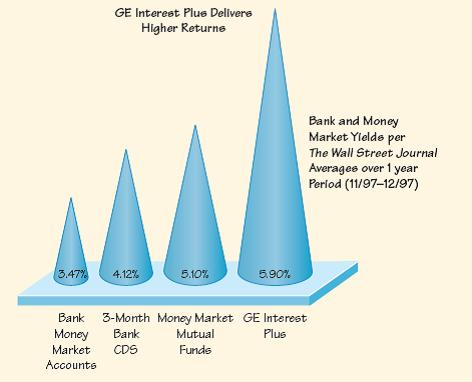 GE Interest Plus Delivers
Higher Returns
Bank and Money
Market Yields per
The Wall Street Journal
Averages over 1 year
Period (11/97–12/97)
3.47%
4.12%
5.10%
5.90%
Bank
Money
Market
Accounts
3-Month
Bank
CDS
Money Market
Mutual
Funds
GE Interest
Plus